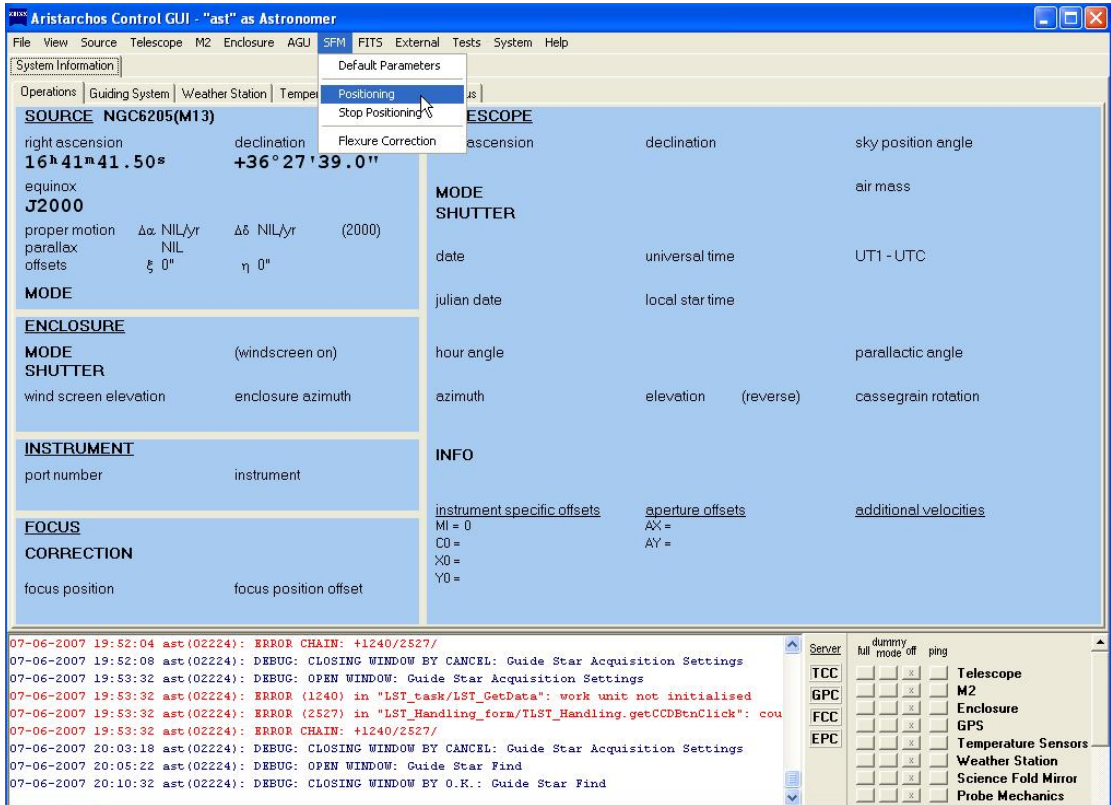 Aristarchos Control GUI - "ast" as Astronomer
File View Source Telescope M2 Enclosure AGU SFM FITS External Tests System Help
System Information
Default Parameters
Positioning
Stop Positioning
Flexure Correction
Operations Guiding System Weather Station Temper us
SOURCE NGC6205(M13)
right ascension declination
16h41m41.50s +36°27'39.0"
equinox
J2000
proper motion Δα NIL/yr Δδ NIL/yr (2000)
parallax NIL
offsets ξ 0" η 0"
MODE
ENCLOSURE
MODE (windscreen on)
SHUTTER
wind screen elevation enclosure azimuth
INSTRUMENT
port number instrument
FOCUS
CORRECTION
focus position focus position offset
ESCOPE
ascension declination sky position angle
air mass
MODE
SHUTTER
date universal time UT1 - UTC
julian date local star time
hour angle parallactic angle
azimuth elevation (reverse) cassegrain rotation
INFO
instrument specific offsets aperture offsets additional velocities
MI = 0 AX =
C0 = AY =
X0 =
Y0 =
07-06-2007 19:52:04 ast(02224): ERROR CHAIN: +1240/2527/
07-06-2007 19:52:08 ast(02224): DEBUG: CLOSING WINDOW BY CANCEL: Guide Star Acquisition Settings
07-06-2007 19:53:32 ast(02224): DEBUG: OPEN WINDOW: Guide Star Acquisition Settings
07-06-2007 19:53:32 ast(02224): ERROR (1240) in "LST_task/LST_GetData": work unit not initialised
07-06-2007 19:53:32 ast(02224): ERROR (2527) in "LST_Handling_form/TLST_Handling.getCCDBtnClick": cou
07-06-2007 19:53:32 ast(02224): ERROR CHAIN: +1240/2527/
07-06-2007 20:03:18 ast(02224): DEBUG: CLOSING WINDOW BY CANCEL: Guide Star Acquisition Settings
07-06-2007 20:05:22 ast(02224): DEBUG: OPEN WINDOW: Guide Star Find
07-06-2007 20:10:32 ast(02224): DEBUG: CLOSING WINDOW BY O.K.: Guide Star Find
Server
TCC
GPC
FCC
EPC
full dummy mode off ping
x Telescope
x M2
x Enclosure
x GPS
x Temperature Sensors
x Weather Station
x Science Fold Mirror
x Probe Mechanics